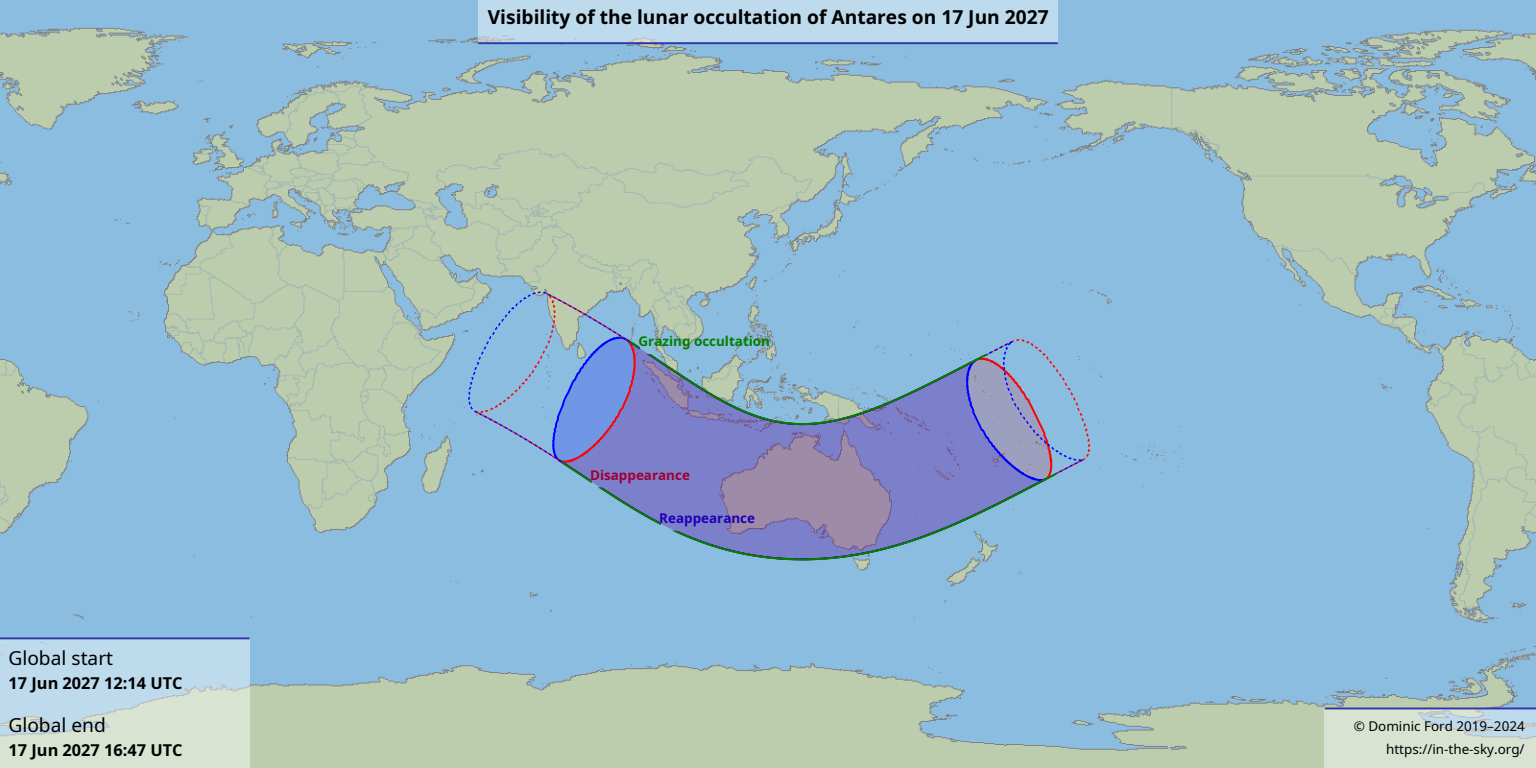 Visibility of the lunar occultation of Antares on 17 Jun 2027
Grazing occultation
Disappearance
Reappearance
Global start
17 Jun 2027 12:14 UTC
Global end
17 Jun 2027 16:47 UTC
© Dominic Ford 2019–2024
https://in-the-sky.org/